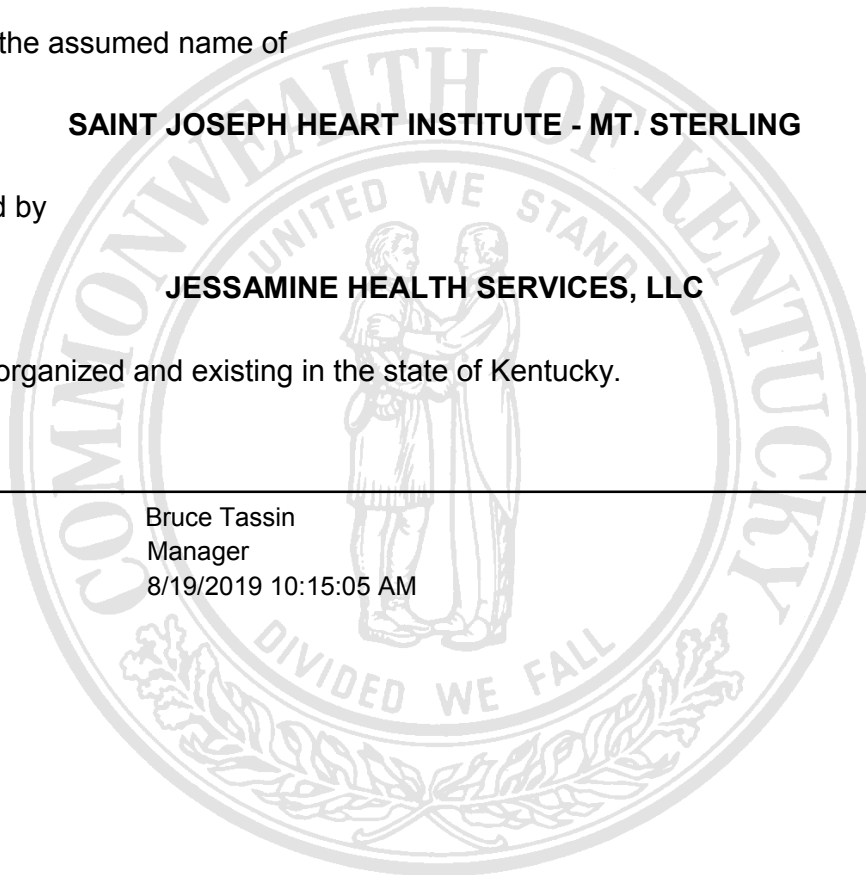 the assumed name of
SAINT JOSEPH HEART INSTITUTE - MT. STERLING
d by
JESSAMINE HEALTH SERVICES, LLC
organized and existing in the state of Kentucky.
Bruce Tassin
Manager
8/19/2019 10:15:05 AM
COMMONWEALTH OF KENTUCKY
UNITED WE STAND
DIVIDED WE FALL